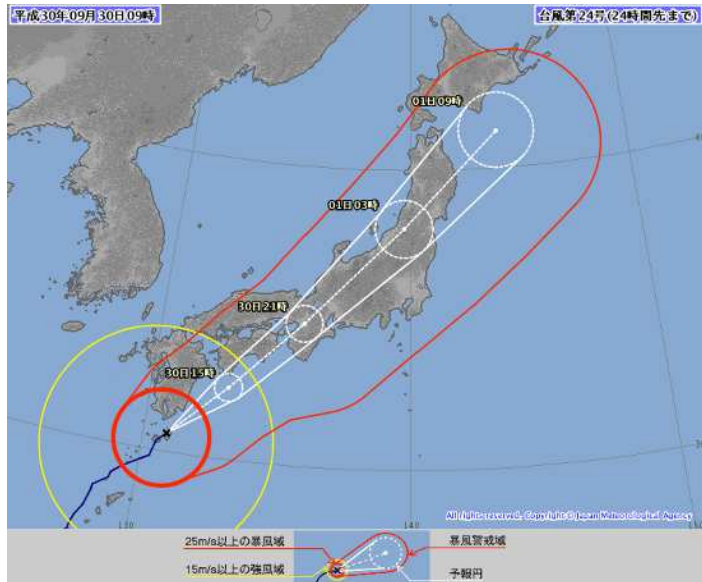 平成30年09月30日09時
台風第24号(24時間先まで)
01日09時
01日03時
30日21時
30日15時
130
140
All rights reserved. Copyright © Japan Meteorological Agency
25m/s以上の暴風域
暴風警戒域
15m/s以上の強風域
予報円